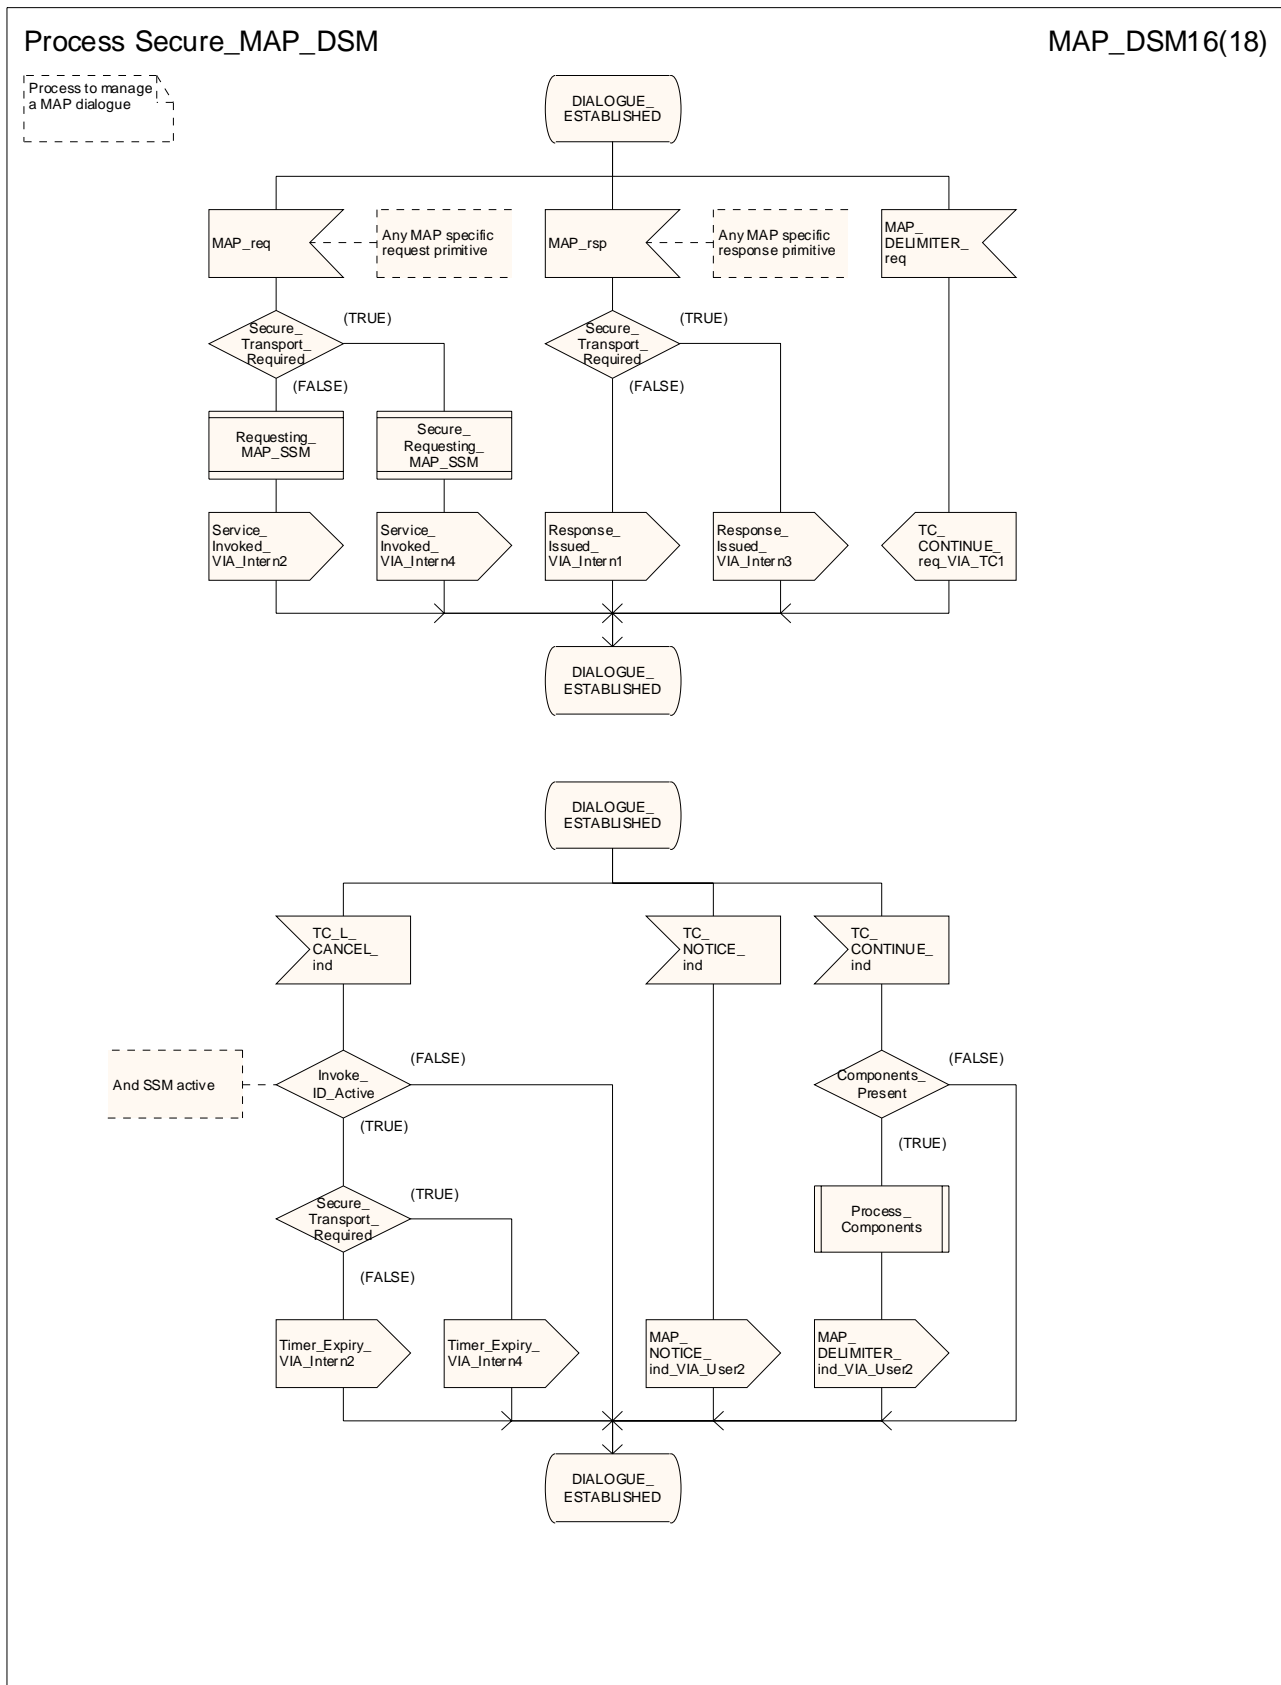 Process Secure_MAP_DSM
MAP_DSM16(18)
Process to manage
a MAP dialogue
DIALOGUE_
ESTABLISHED
MAP_req
Any MAP specific
request primitive
MAP_rsp
Any MAP specific
response primitive
MAP_
DELIMITER_
req
Secure_
Transport_
Required
(TRUE)
(FALSE)
Secure_
Transport_
Required
(TRUE)
(FALSE)
Requesting_
MAP_SSM
Secure_
Requesting_
MAP_SSM
Service_
Invoked_
VIA_Intern2
Service_
Invoked_
VIA_Intern4
Response_
Issued_
VIA_Intern1
Response_
Issued_
VIA_Intern3
TC_
CONTINUE_
req_VIA_TC1
DIALOGUE_
ESTABLISHED
DIALOGUE_
ESTABLISHED
TC_L_
CANCEL_
ind
TC_
NOTICE_
ind
TC_
CONTINUE_
ind
And SSM active
Invoke_
ID_Active
(FALSE)
(TRUE)
Components_
Present
(FALSE)
(TRUE)
Secure_
Transport_
Required
(TRUE)
(FALSE)
Process_
Components
Timer_Expiry_
VIA_Intern2
Timer_Expiry_
VIA_Intern4
MAP_
NOTICE_
ind_VIA_User2
MAP_
DELIMITER_
ind_VIA_User2
DIALOGUE_
ESTABLISHED